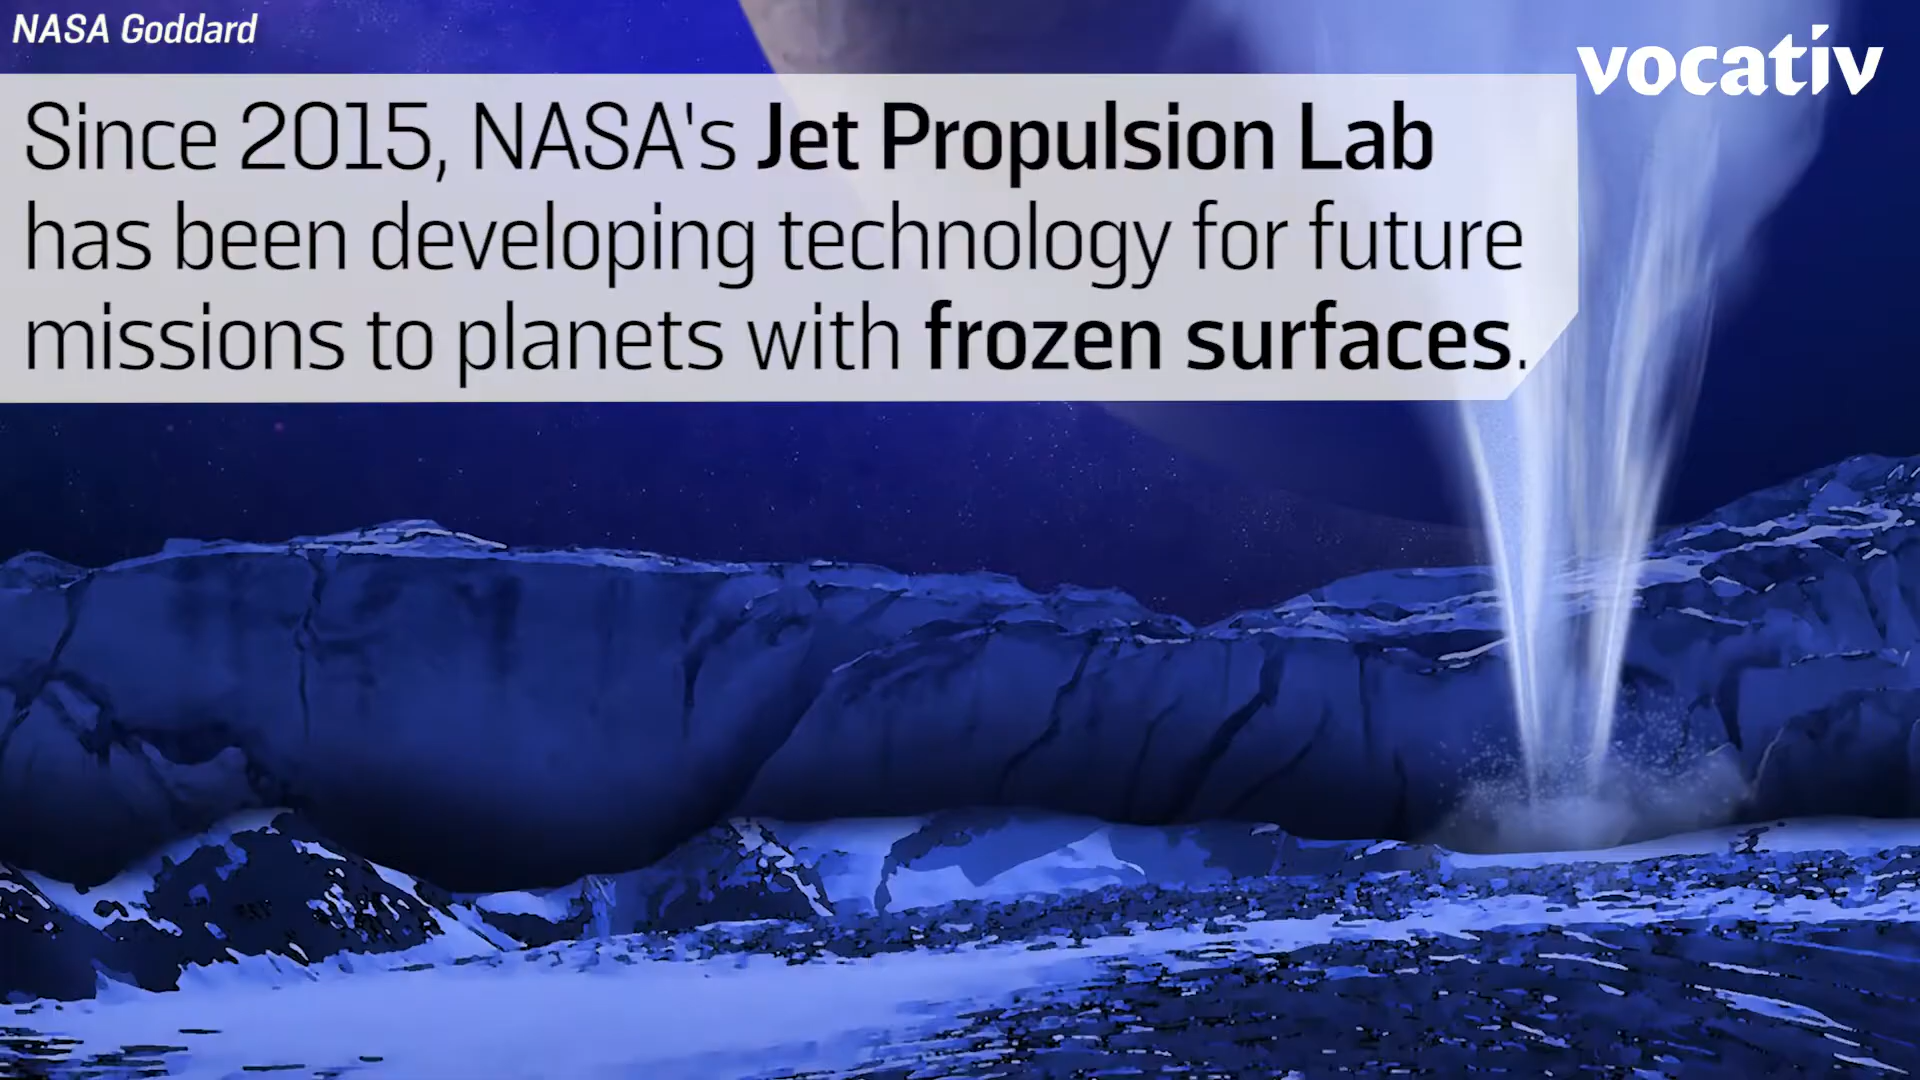 NASA Goddard
vocativ
Since 2015, NASA's Jet Propulsion Lab
has been developing technology for future
missions to planets with frozen surfaces.